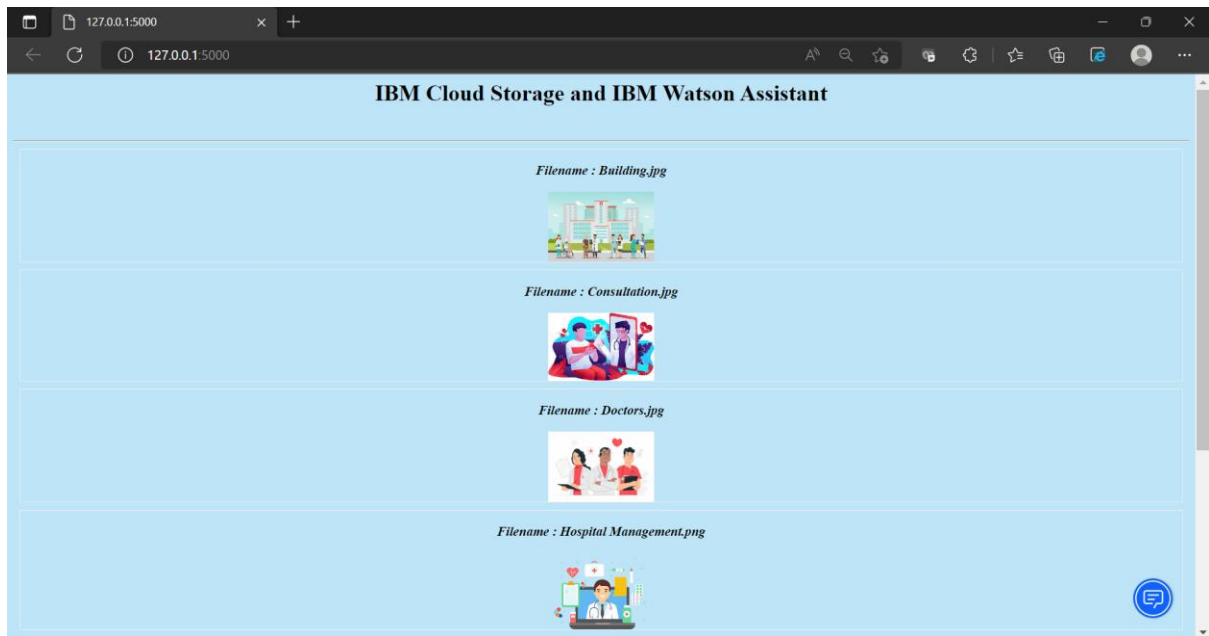 127.0.0.1:5000
127.0.0.1:5000
IBM Cloud Storage and IBM Watson Assistant
Filename : Building.jpg
Filename : Consultation.jpg
Filename : Doctors.jpg
Filename : Hospital Management.png